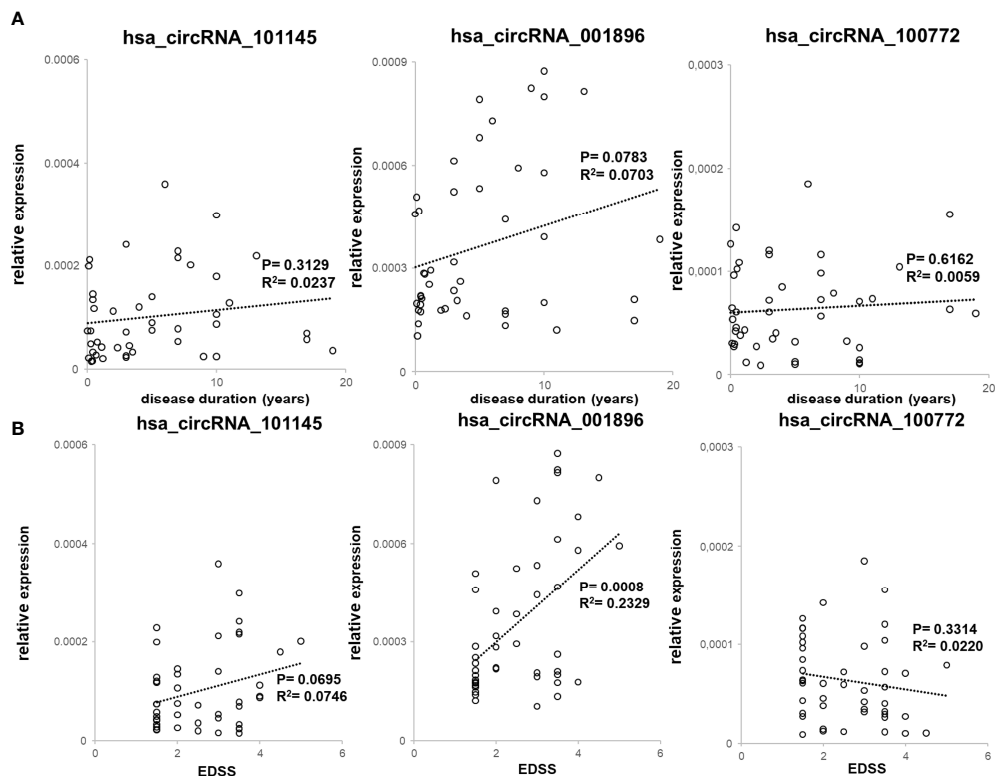 A
hsa_circRNA_101145
0.0006
0.0004
0.0002
0
0
10
20
relative expression
P= 0.3129
R2= 0.0237
disease duration (years)
hsa_circRNA_001896
0.0009
0.0006
0.0003
0
0
10
20
relative expression
P= 0.0783
R2= 0.0703
disease duration (years)
hsa_circRNA_100772
0,0003
0,0002
0,0001
0
0
10
20
relative expression
P= 0.6162
R2= 0.0059
disease duration (years)
B
hsa_circRNA_101145
0.0006
0.0004
0.0002
0
0
2
4
6
relative expression
P= 0.0695
R2= 0.0746
EDSS
hsa_circRNA_001896
0.0009
0.0006
0.0003
0
0
2
4
6
relative expression
P= 0.0008
R2= 0.2329
EDSS
hsa_circRNA_100772
0,0003
0,0002
0,0001
0
0
2
4
6
relative expression
P= 0.3314
R2= 0.0220
EDSS